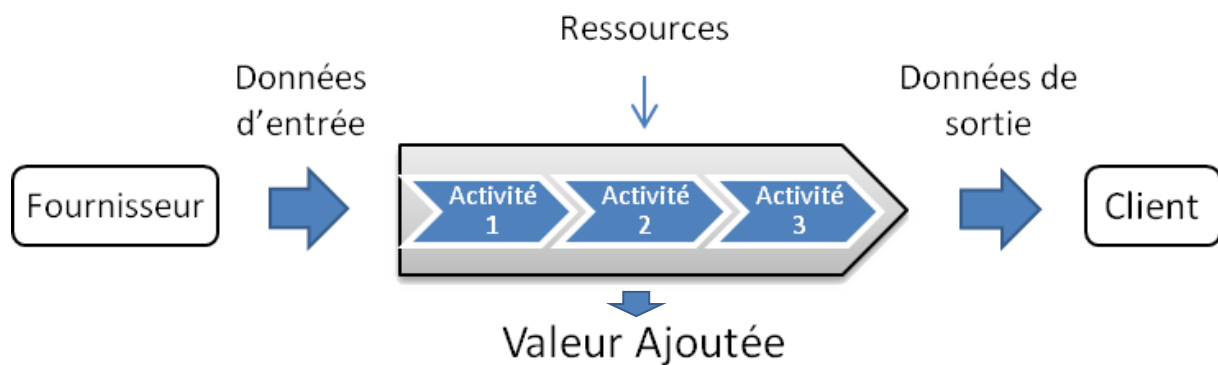 Ressources
Données
d'entrée
Données de
sortie
Fournisseur
Activité
1
Activité
2
Activité
3
Client
Valeur Ajoutée